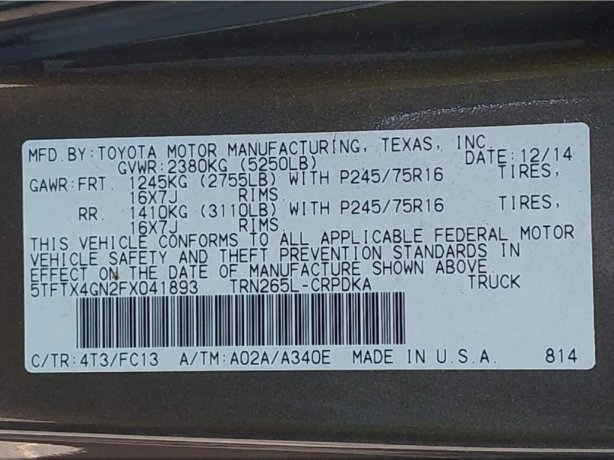 MFD. BY: TOYOTA MOTOR MANUFACTURING, TEXAS, INC.
GVWR: 2380KG (5250LB) DATE: 12/14
GAWR: FRT. 1245KG (2755LB) WITH P245/75R16 TIRES,
16X7J RIMS.
RR. 1410KG (3110LB) WITH P245/75R16 TIRES,
16X7J RIMS.
THIS VEHICLE CONFORMS TO ALL APPLICABLE FEDERAL MOTOR
VEHICLE SAFETY AND THEFT PREVENTION STANDARDS IN
EFFECT ON THE DATE OF MANUFACTURE SHOWN ABOVE.
5TFTX4GN2FX041893 TRN265L-CRPDKA TRUCK
C/TR: 4T3/FC13 A/TM: A02A/A340E MADE IN U.S.A. 814